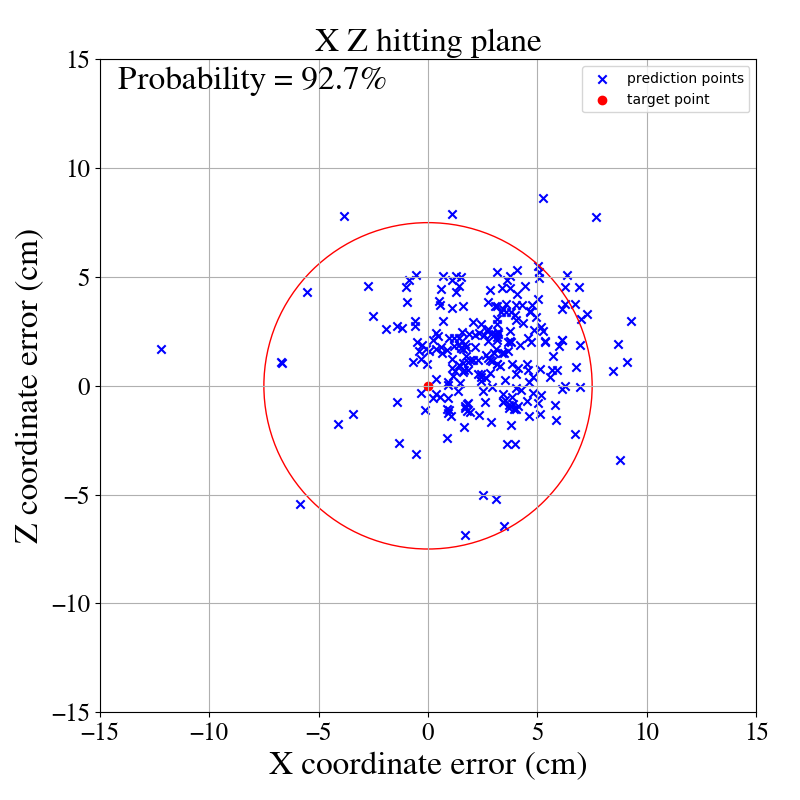 X Z hitting plane
Probability = 92.7%
prediction points
target point
Z coordinate error (cm)
15
10
5
0
−5
−10
−15
−15 −10 −5 0 5 10 15
X coordinate error (cm)